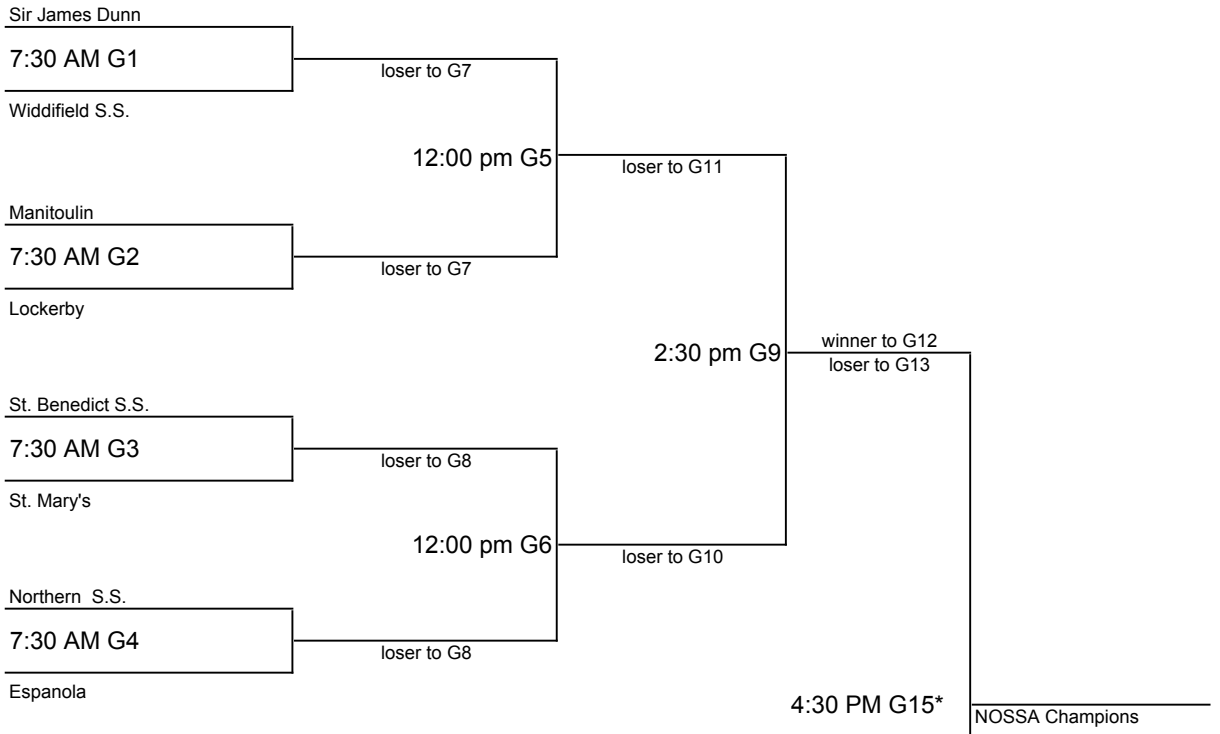 Sir James Dunn
7:30 AM G1
loser to G7
Widdifield S.S.
12:00 pm G5
loser to G11
Manitoulin
7:30 AM G2
loser to G7
Lockerby
winner to G12
2:30 pm G9
loser to G13
St. Benedict S.S.
7:30 AM G3
loser to G8
St. Mary's
12:00 pm G6
loser to G10
Northern  S.S.
7:30 AM G4
loser to G8
Espanola
4:30 PM G15*
NOSSA Champions